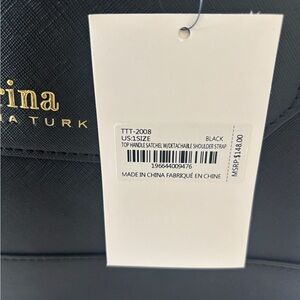 rina
NA TURK
TTT-2008
US:1SIZE BLACK
TOP HANDLE SATCHEL W/DETACHABLE SHOULDER STRAP
196644009476
MADE IN CHINA FABRIQUÉ EN CHINE
MSRP:$148.00